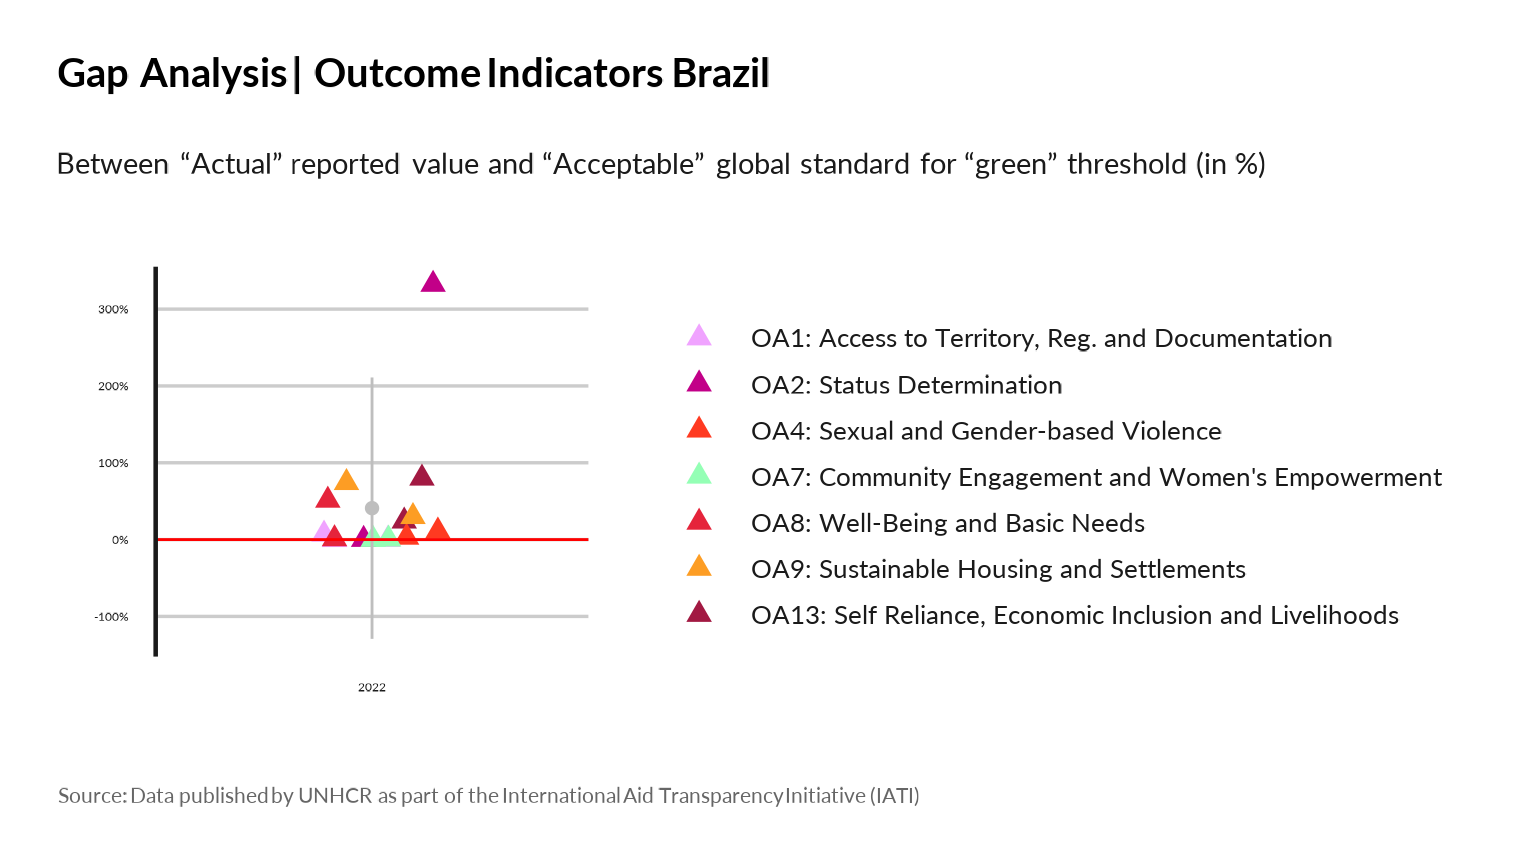 Gap Analysis| Outcome Indicators Brazil
Between “Actual” reported value and “Acceptable” global standard for “green” threshold (in %)
300%
200%
100%
0%
-100%
2022
OA1: Access to Territory, Reg. and Documentation
OA2: Status Determination
OA4: Sexual and Gender-based Violence
OA7: Community Engagement and Women's Empowerment
OA8: Well-Being and Basic Needs
OA9: Sustainable Housing and Settlements
OA13: Self Reliance, Economic Inclusion and Livelihoods
Source: Data published by UNHCR as part of the International Aid Transparency Initiative (IATI)